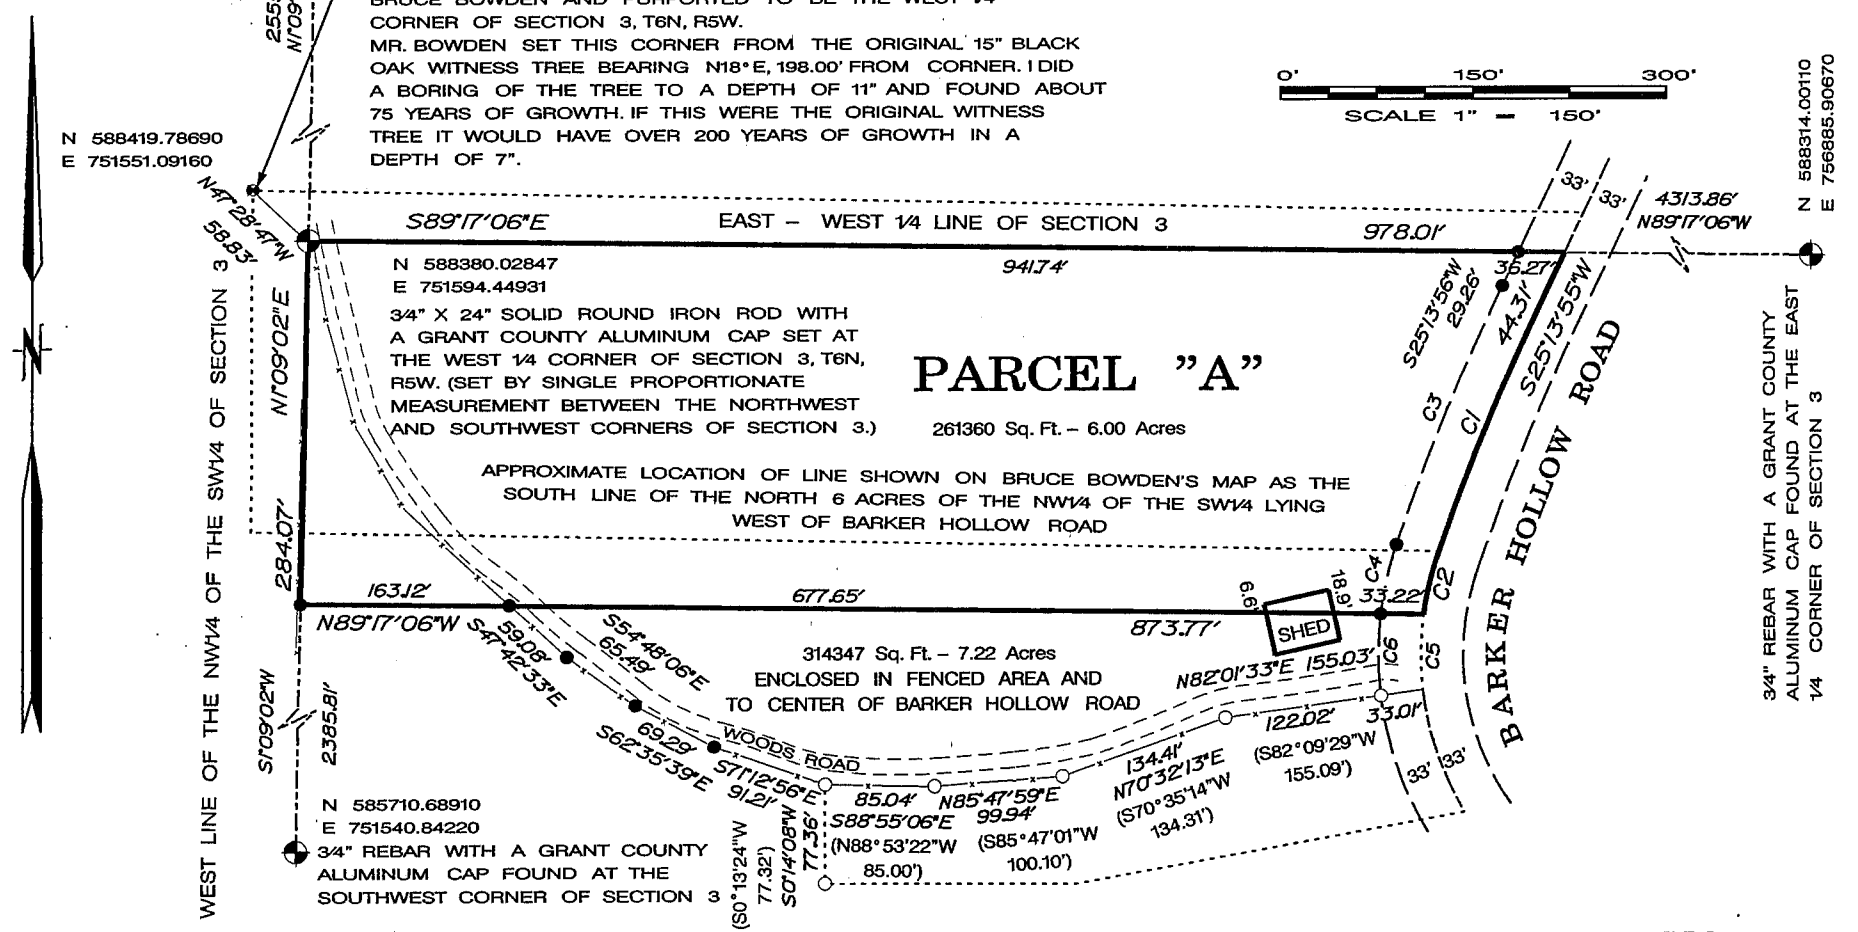 255
N1°09'
BRUCE BOWDEN AND PURPORTED TO BE THE WEST 1/4
CORNER OF SECTION 3, T6N, R5W.
MR. BOWDEN SET THIS CORNER FROM THE ORIGINAL 15" BLACK
OAK WITNESS TREE BEARING N18°E, 198.00' FROM CORNER. I DID
A BORING OF THE TREE TO A DEPTH OF 11" AND FOUND ABOUT
75 YEARS OF GROWTH. IF THIS WERE THE ORIGINAL WITNESS
TREE IT WOULD HAVE OVER 200 YEARS OF GROWTH IN A
DEPTH OF 7".
0' 150' 300'
SCALE 1" = 150'
N 588314.00110
E 756885.90670
N 588419.78690
E 751551.09160
N47°28'47"W
58.83'
S89°17'06"E
EAST - WEST 1/4 LINE OF SECTION 3
978.01'
33'
33'
4313.86'
N89°17'06"W
941.74'
36.27'
N 588380.02847
E 751594.44931
3/4" X 24" SOLID ROUND IRON ROD WITH
A GRANT COUNTY ALUMINUM CAP SET AT
THE WEST 1/4 CORNER OF SECTION 3, T6N,
R5W. (SET BY SINGLE PROPORTIONATE
MEASUREMENT BETWEEN THE NORTHWEST
AND SOUTHWEST CORNERS OF SECTION 3.)
PARCEL "A"
261360 Sq. Ft. - 6.00 Acres
S25°13'56"W
29.26'
44.31'
S25°13'55"W
C3
C1
BARKER HOLLOW ROAD
BARKER HOLLOW ROAD
N1°09'02"E
284.07'
WEST LINE OF THE NW1/4 OF THE SW1/4 OF SECTION 3
APPROXIMATE LOCATION OF LINE SHOWN ON BRUCE BOWDEN'S MAP AS THE
SOUTH LINE OF THE NORTH 6 ACRES OF THE NW1/4 OF THE SW1/4 LYING
WEST OF BARKER HOLLOW ROAD
3/4" REBAR WITH A GRANT COUNTY
ALUMINUM CAP FOUND AT THE EAST
1/4 CORNER OF SECTION 3
163.12'
677.65'
6.6'
18.9'
C4
33.22'
C2
N89°17'06"W
873.77'
SHED
C6
C5
S47°42'33"E
59.08'
S54°48'06"E
65.49'
314347 Sq. Ft. - 7.22 Acres
ENCLOSED IN FENCED AREA AND
TO CENTER OF BARKER HOLLOW ROAD
N82°01'33"E 155.03'
S1°09'02"W
2385.81'
69.29'
S62°35'39"E
WOODS ROAD
S71°12'56"E
91.21'
122.02'
33.01'
(S82°09'29"W
155.09')
33'
33'
134.41'
N70°32'13"E
(S70°35'14"W
134.31')
85.04'
S88°55'06"E
(N88°53'22"W
85.00')
N85°47'59"E
99.94'
(S85°47'01"W
100.10')
77.36'
S0°14'08"W
(S0°13'24"W
77.32')
N 585710.68910
E 751540.84220
3/4" REBAR WITH A GRANT COUNTY
ALUMINUM CAP FOUND AT THE
SOUTHWEST CORNER OF SECTION 3